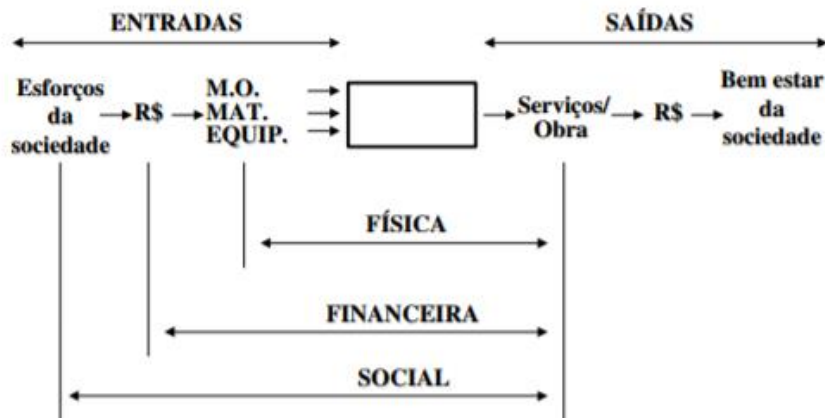 ENTRADAS
SAÍDAS
Esforços
da
sociedade
R$
M.O.
MAT.
EQUIP.
Serviços/
Obra
R$
Bem estar
da
sociedade
FÍSICA
FINANCEIRA
SOCIAL